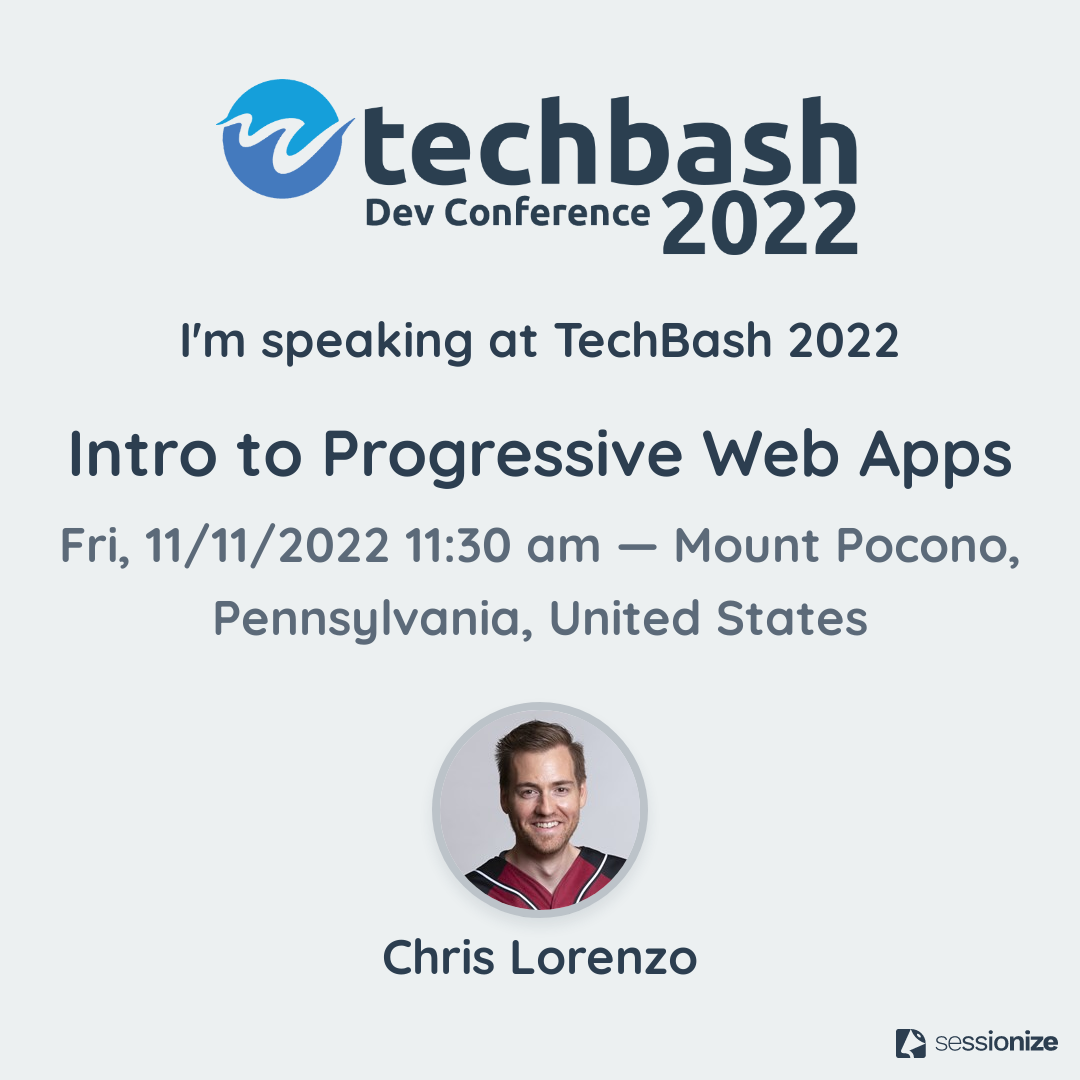 techbash
Dev Conference 2022
I'm speaking at TechBash 2022
Intro to Progressive Web Apps
Fri, 11/11/2022 11:30 am — Mount Pocono,
Pennsylvania, United States
Chris Lorenzo
sessionize